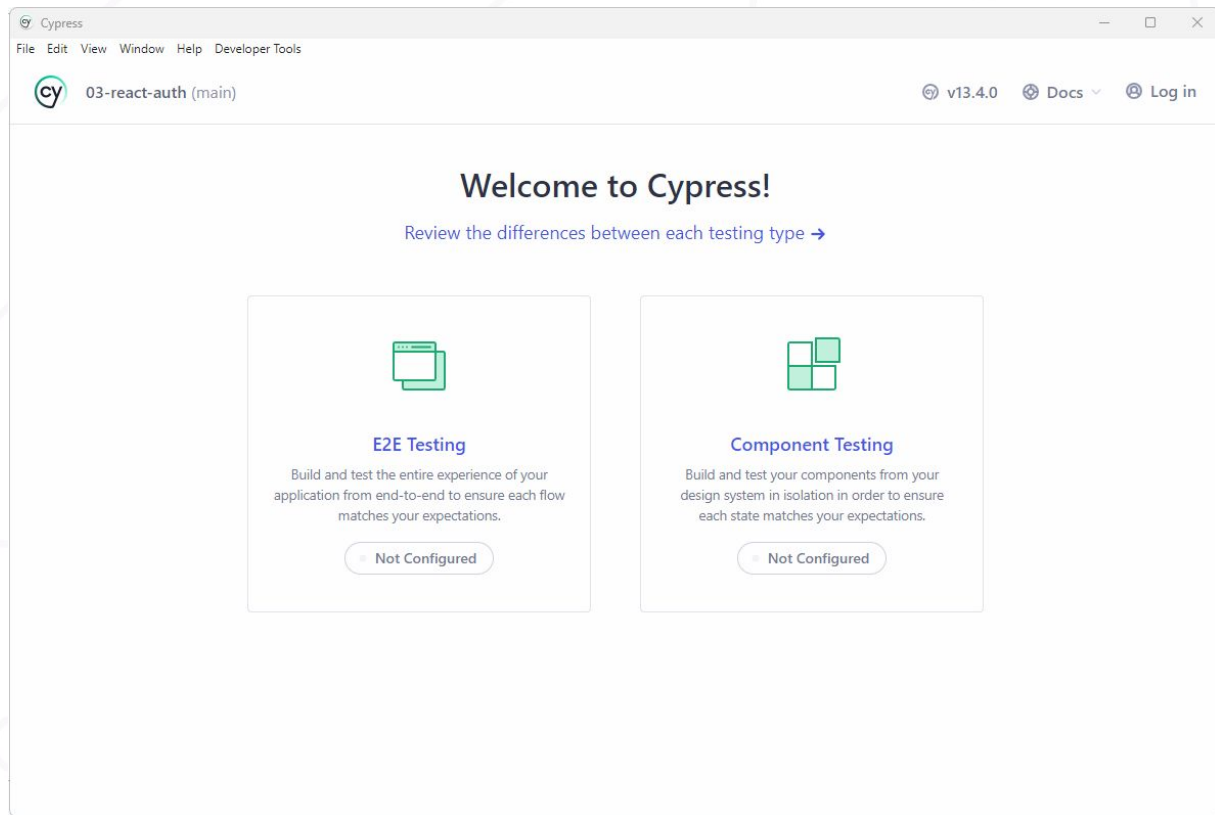 Cypress
File Edit View Window Help Developer Tools
cy 03-react-auth (main) v13.4.0 Docs Log in
Welcome to Cypress!
Review the differences between each testing type →
E2E Testing
Build and test the entire experience of your
application from end-to-end to ensure each flow
matches your expectations.
Not Configured
Component Testing
Build and test your components from your
design system in isolation in order to ensure
each state matches your expectations.
Not Configured